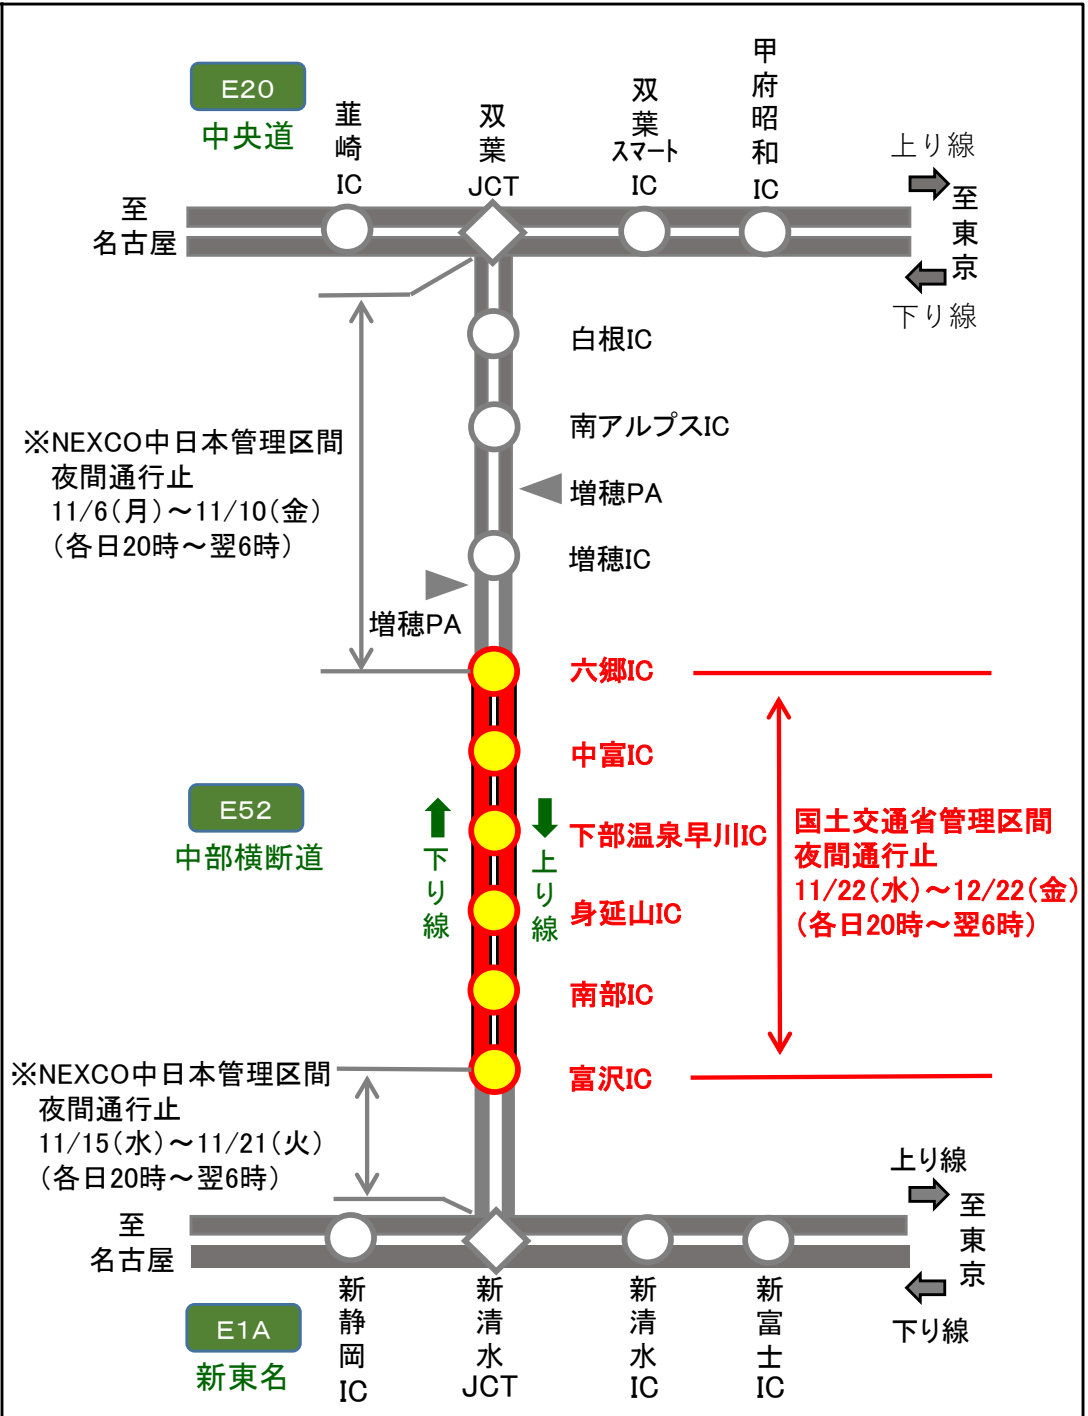 E20
中央道
韮崎IC
双葉JCT
双葉スマートIC
甲府昭和IC
上り線
至東京
下り線
至
名古屋
白根IC
南アルプスIC
※NEXCO中日本管理区間
夜間通行止
11/6(月)～11/10(金)
(各日20時～翌6時)
増穂PA
増穂IC
増穂PA
六郷IC
中富IC
E52
中部横断道
下り線
上り線
下部温泉早川IC
国土交通省管理区間
夜間通行止
11/22(水)～12/22(金)
(各日20時～翌6時)
身延山IC
南部IC
富沢IC
※NEXCO中日本管理区間
夜間通行止
11/15(水)～11/21(火)
(各日20時～翌6時)
上り線
至東京
下り線
至
名古屋
E1A
新東名
新静岡IC
新清水JCT
新清水IC
新富士IC